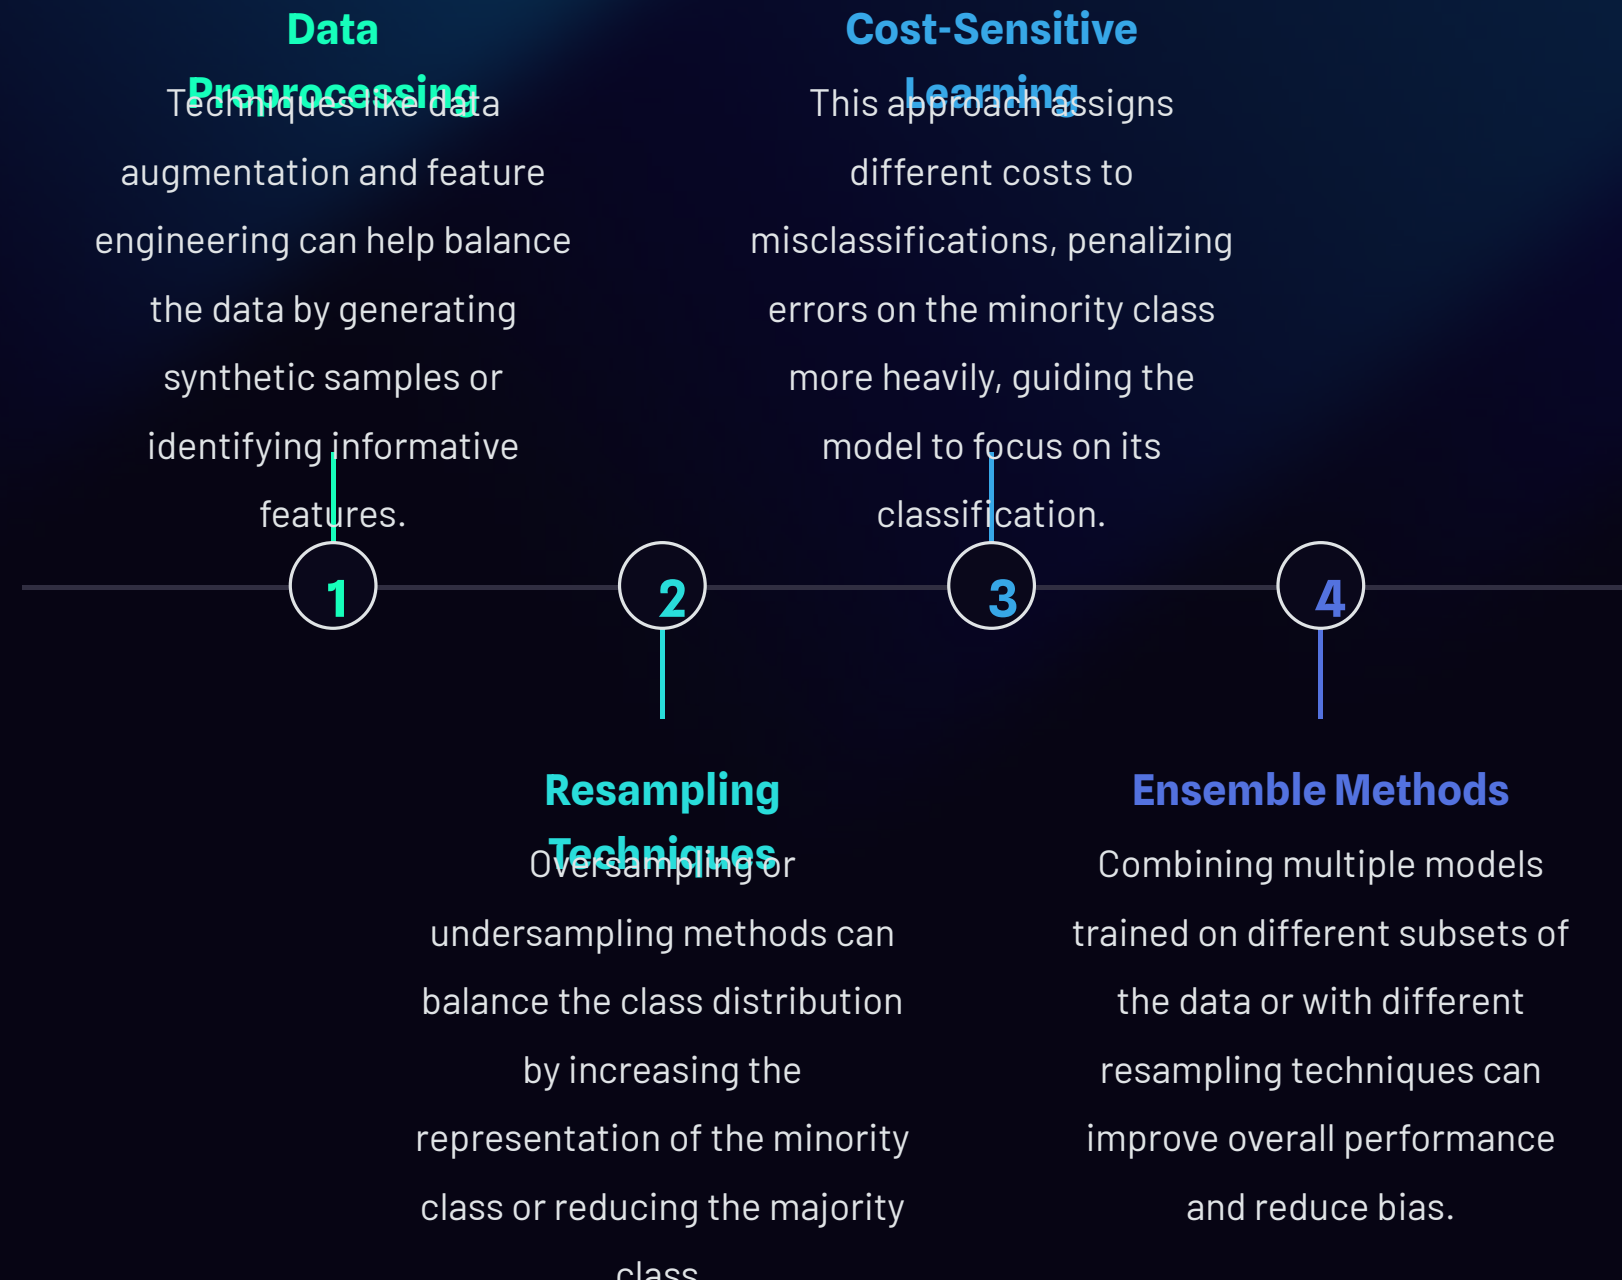 Data
Preprocessing
Techniques like data
augmentation and feature
engineering can help balance
the data by generating
synthetic samples or
identifying informative
features.
1
Resampling
Techniques
Oversampling or
undersampling methods can
balance the class distribution
by increasing the
representation of the minority
class or reducing the majority
class
2
Cost-Sensitive
Learning
This approach assigns
different costs to
misclassifications, penalizing
errors on the minority class
more heavily, guiding the
model to focus on its
classification.
3
Ensemble Methods
Combining multiple models
trained on different subsets of
the data or with different
resampling techniques can
improve overall performance
and reduce bias.
4